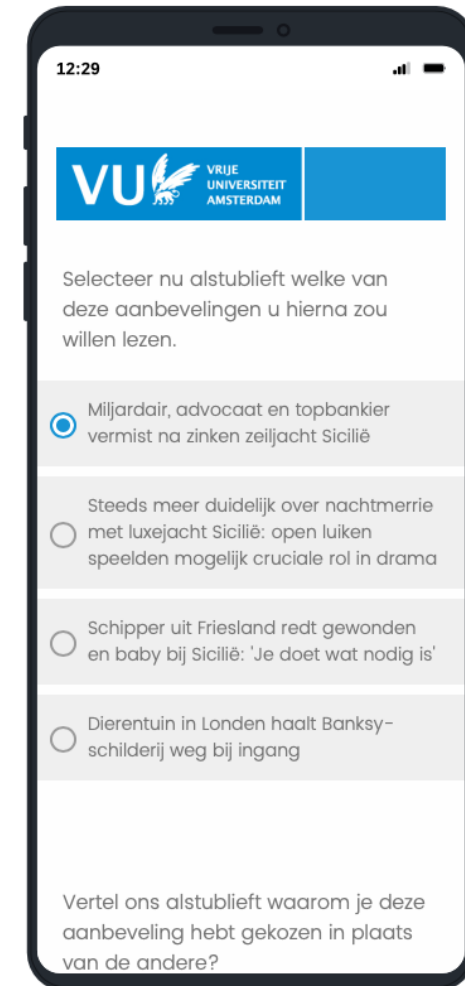 12:29
VU
VRIJE
UNIVERSITEIT
AMSTERDAM
Selecteer nu alstublieft welke van
deze aanbevelingen u hierna zou
willen lezen.
Miljardair, advocaat en topbankier
vermist na zinken zeiljacht Sicilië
Steeds meer duidelijk over nachtmerrie
met luxejacht Sicilië: open luiken
speelden mogelijk cruciale rol in drama
Schipper uit Friesland redt gewonden
en baby bij Sicilië: 'Je doet wat nodig is'
Dierentuin in Londen haalt Banksy-
schilderij weg bij ingang
Vertel ons alstublieft waarom je deze
aanbeveling hebt gekozen in plaats
van de andere?